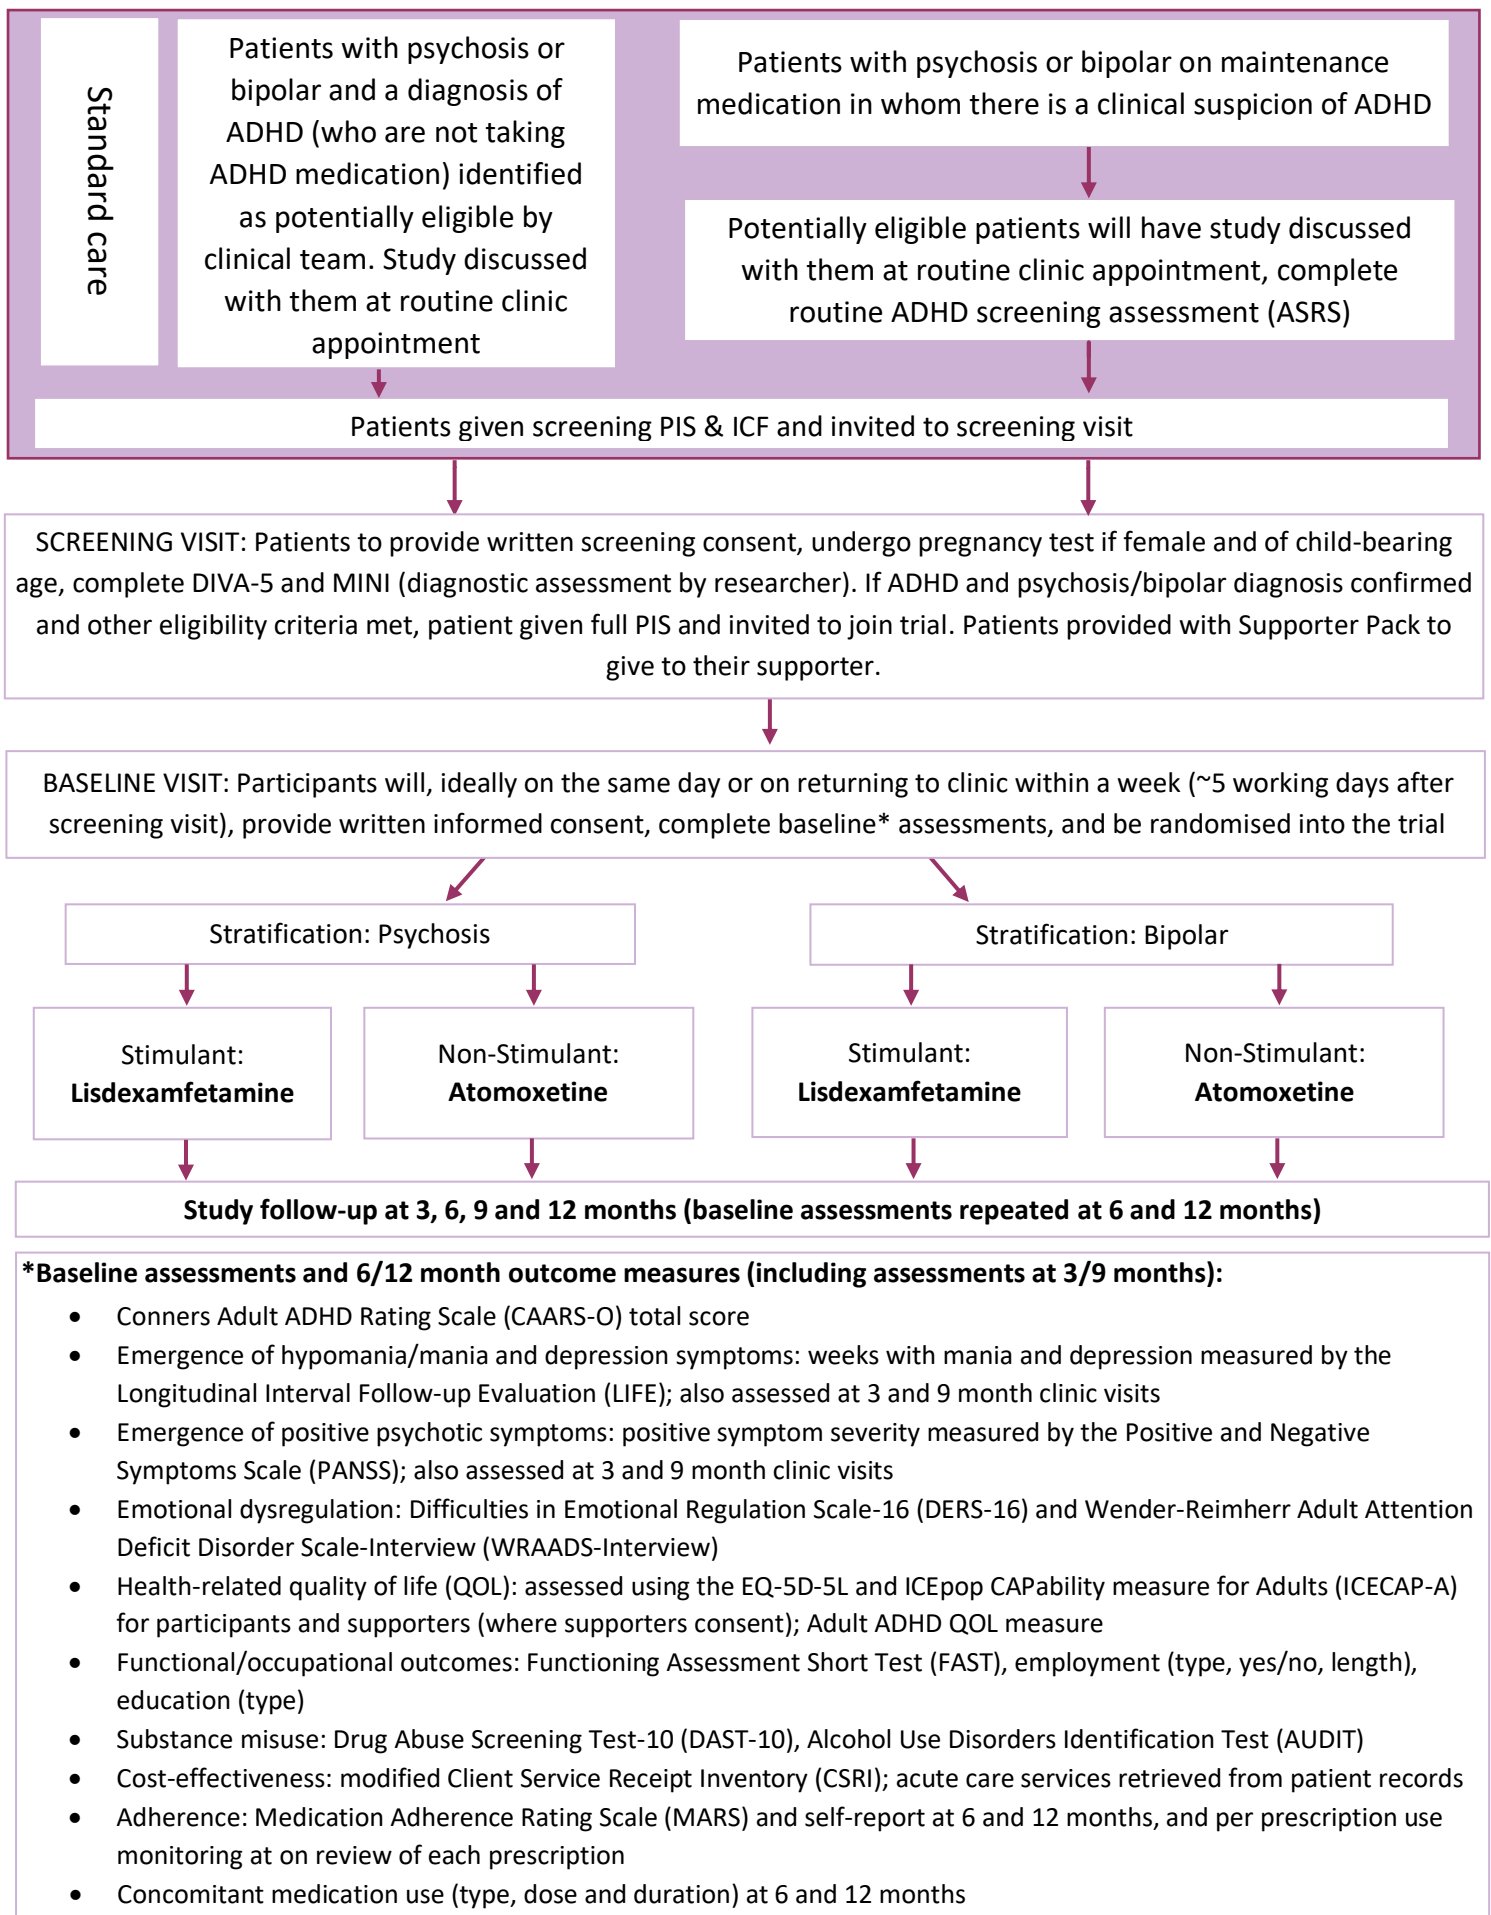 Standard care
Patients with psychosis or
bipolar and a diagnosis of
ADHD (who are not taking
ADHD medication) identified
as potentially eligible by
clinical team. Study discussed
with them at routine clinic
appointment
Patients with psychosis or bipolar on maintenance
medication in whom there is a clinical suspicion of ADHD
Potentially eligible patients will have study discussed
with them at routine clinic appointment, complete
routine ADHD screening assessment (ASRS)
Patients given screening PIS & ICF and invited to screening visit
SCREENING VISIT: Patients to provide written screening consent, undergo pregnancy test if female and of child-bearing
age, complete DIVA-5 and MINI (diagnostic assessment by researcher). If ADHD and psychosis/bipolar diagnosis confirmed
and other eligibility criteria met, patient given full PIS and invited to join trial. Patients provided with Supporter Pack to
give to their supporter.
BASELINE VISIT: Participants will, ideally on the same day or on returning to clinic within a week (~5 working days after
screening visit), provide written informed consent, complete baseline* assessments, and be randomised into the trial
Stratification: Psychosis
Stratification: Bipolar
Stimulant:
Lisdexamfetamine
Non-Stimulant:
Atomoxetine
Stimulant:
Lisdexamfetamine
Non-Stimulant:
Atomoxetine
Study follow-up at 3, 6, 9 and 12 months (baseline assessments repeated at 6 and 12 months)
*Baseline assessments and 6/12 month outcome measures (including assessments at 3/9 months):
• Conners Adult ADHD Rating Scale (CAARS-O) total score
• Emergence of hypomania/mania and depression symptoms: weeks with mania and depression measured by the
Longitudinal Interval Follow-up Evaluation (LIFE); also assessed at 3 and 9 month clinic visits
• Emergence of positive psychotic symptoms: positive symptom severity measured by the Positive and Negative
Symptoms Scale (PANSS); also assessed at 3 and 9 month clinic visits
• Emotional dysregulation: Difficulties in Emotional Regulation Scale-16 (DERS-16) and Wender-Reimherr Adult Attention
Deficit Disorder Scale-Interview (WRAADS-Interview)
• Health-related quality of life (QOL): assessed using the EQ-5D-5L and ICEpop CAPability measure for Adults (ICECAP-A)
for participants and supporters (where supporters consent); Adult ADHD QOL measure
• Functional/occupational outcomes: Functioning Assessment Short Test (FAST), employment (type, yes/no, length),
education (type)
• Substance misuse: Drug Abuse Screening Test-10 (DAST-10), Alcohol Use Disorders Identification Test (AUDIT)
• Cost-effectiveness: modified Client Service Receipt Inventory (CSRI); acute care services retrieved from patient records
• Adherence: Medication Adherence Rating Scale (MARS) and self-report at 6 and 12 months, and per prescription use
monitoring at on review of each prescription
• Concomitant medication use (type, dose and duration) at 6 and 12 months